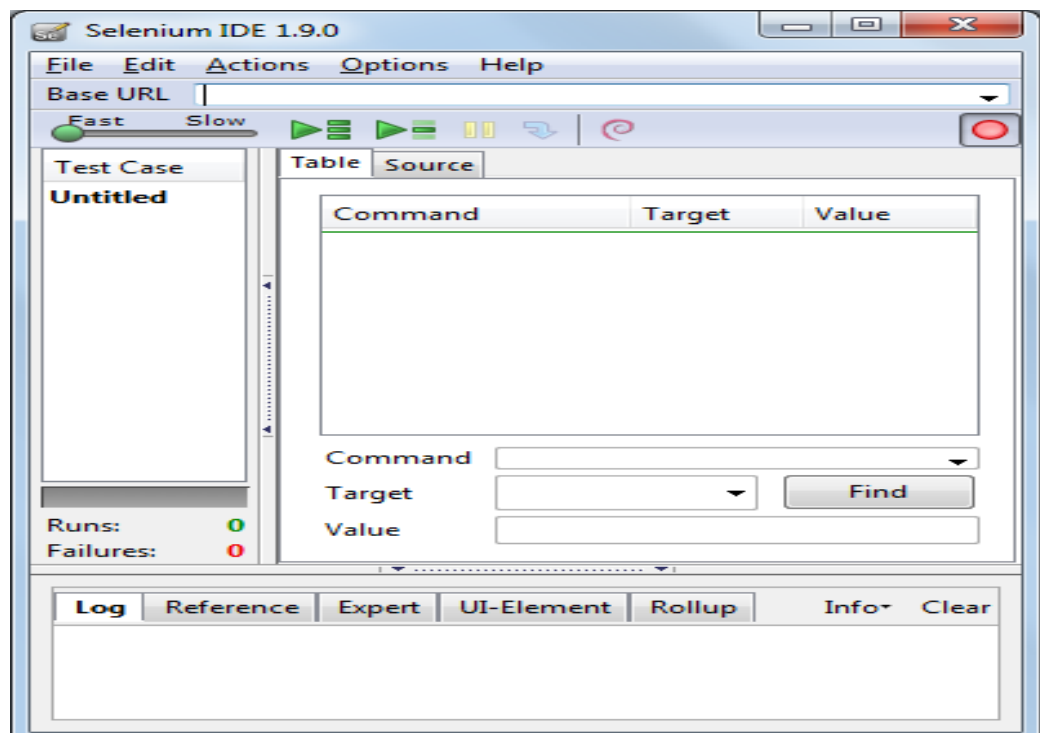 Selenium IDE 1.9.0
File Edit Actions Options Help
Base URL
Fast Slow
Test Case
Untitled
Table Source
Command Target Value
Command
Target Find
Value
Runs: 0
Failures: 0
Log Reference Expert UI-Element Rollup Info Clear